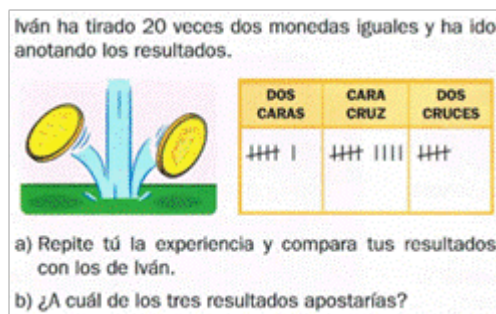 Iván ha tirado 20 veces dos monedas iguales y ha ido
anotando los resultados.
DOS CARAS
CARA CRUZ
DOS CRUCES
a) Repite tú la experiencia y compara tus resultados
con los de Iván.
b) ¿A cuál de los tres resultados apostarías?